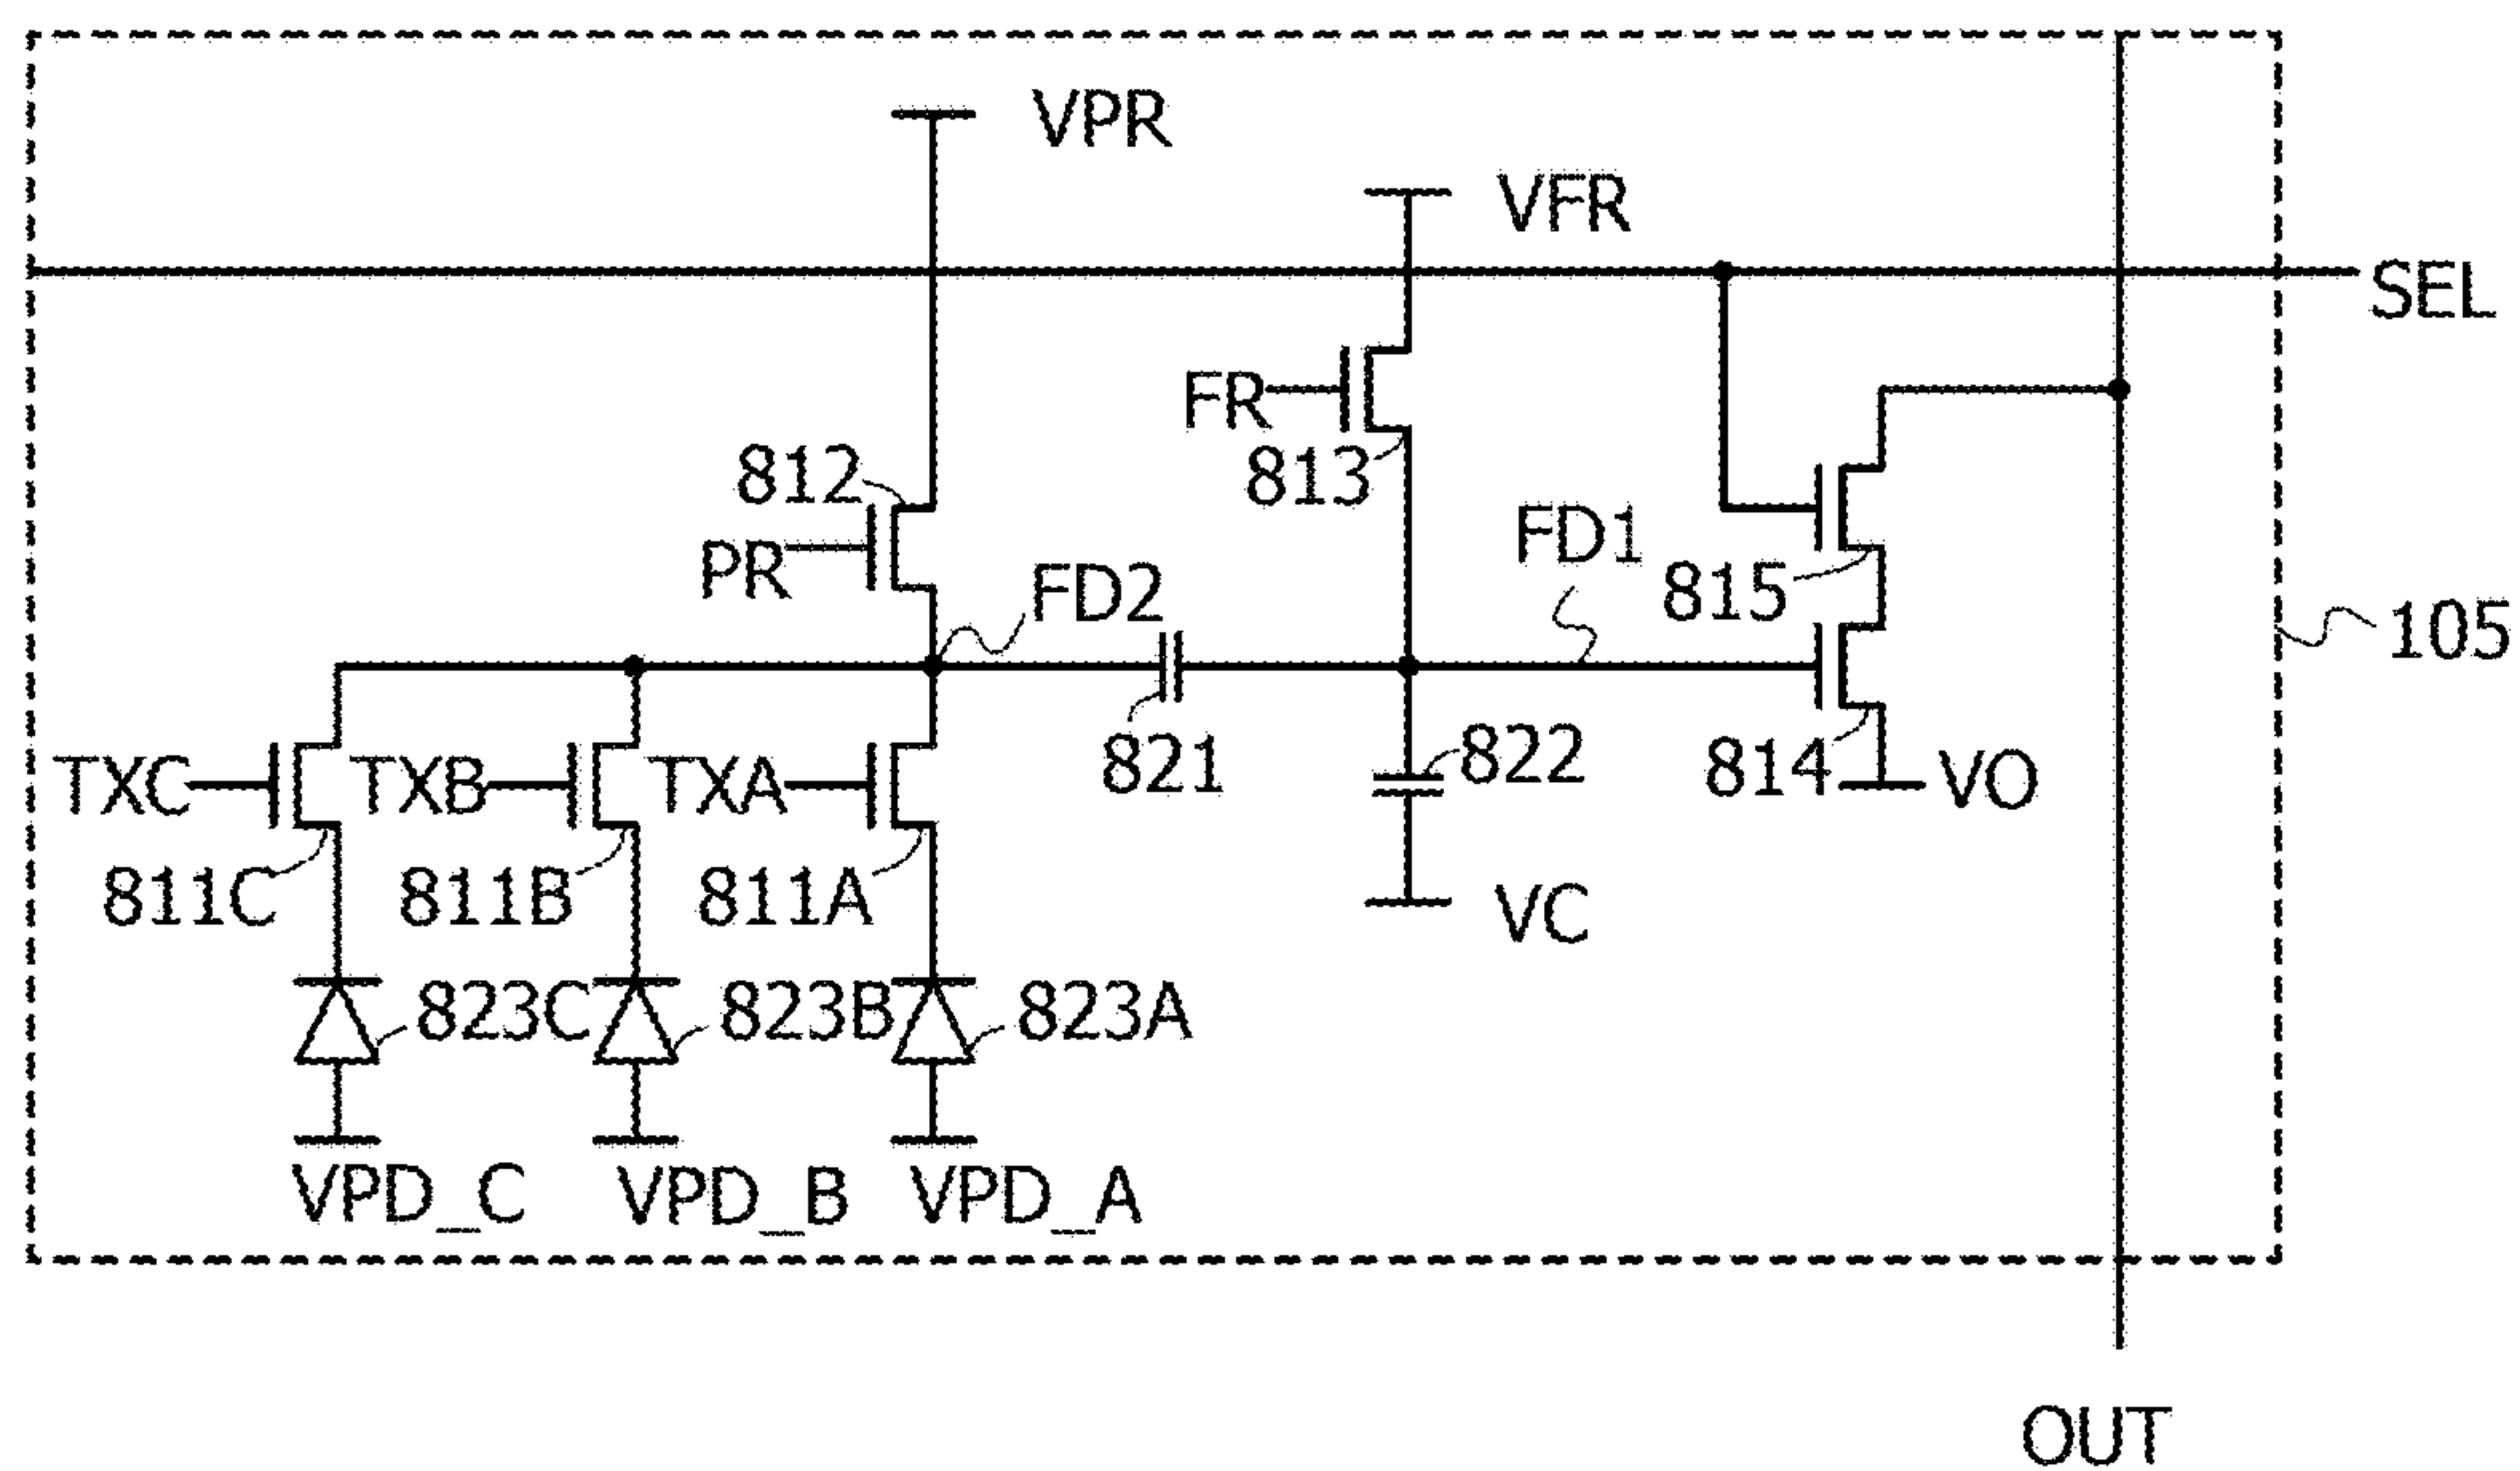 VPR
VFR
SEL
FR
812
813
PR
FD2
FD1
815
105
TXC
TXB
TXA
821
822
814
VO
811C
811B
811A
VC
823C
823B
823A
VPD_C
VPD_B
VPD_A
OUT